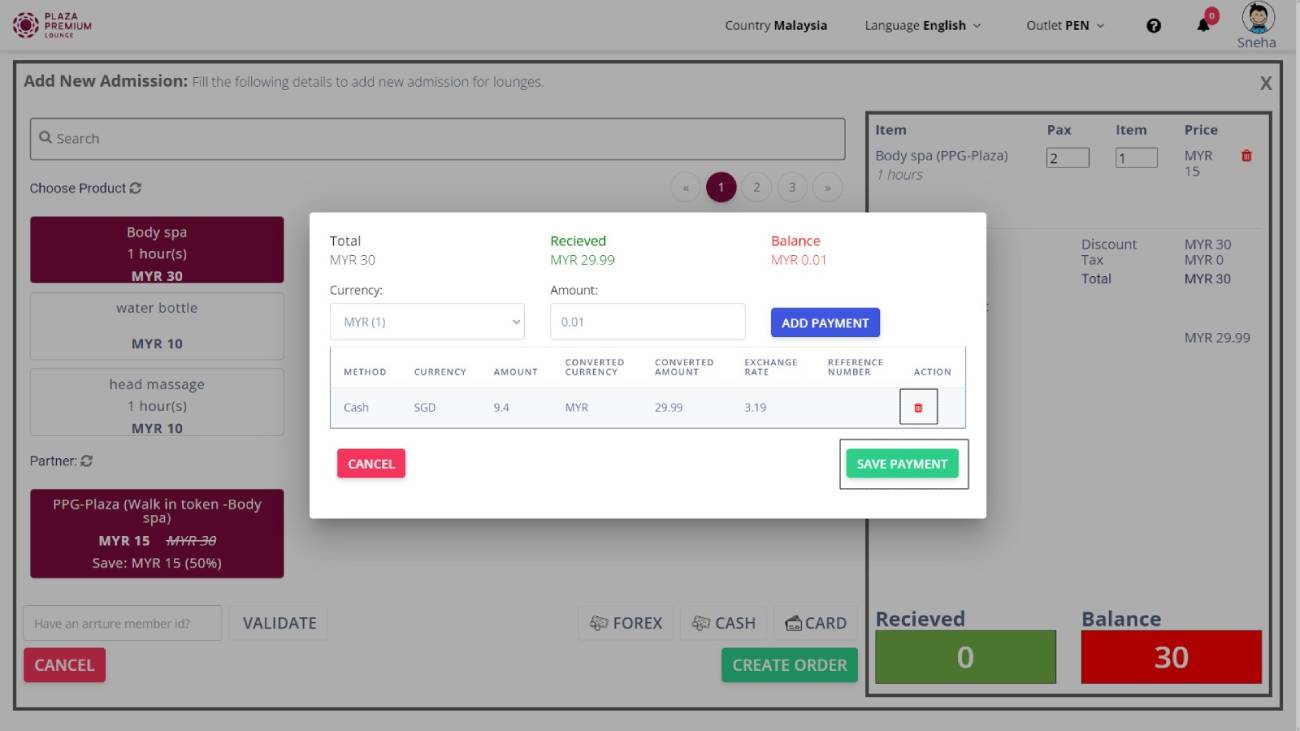 PLAZA
PREMIUM
LOUNGE
Country Malaysia
Language English
Outlet PEN
0
Sneha
Add New Admission: Fill the following details to add new admission for lounges.
X
Search
Choose Product
«
1
2
3
»
Body spa
1 hour(s)
MYR 30
water bottle
MYR 10
head massage
1 hour(s)
MYR 10
Partner:
PPG-Plaza (Walk in token -Body
spa)
MYR 15 MYR 30
Save: MYR 15 (50%)
Have an arrture member id?
VALIDATE
FOREX
CASH
CARD
CANCEL
CREATE ORDER
Total
Recieved
Balance
MYR 30
MYR 29.99
MYR 0.01
Currency:
Amount:
MYR (1)
0.01
ADD PAYMENT
METHOD
CURRENCY
AMOUNT
CONVERTED
CURRENCY
CONVERTED
AMOUNT
EXCHANGE
RATE
REFERENCE
NUMBER
ACTION
Cash
SGD
9.4
MYR
29.99
3.19
CANCEL
SAVE PAYMENT
Item
Pax
Item
Price
Body spa (PPG-Plaza)
1 hours
2
1
MYR
15
Discount MYR 30
Tax MYR 0
Total MYR 30
MYR 29.99
Recieved
Balance
0
30